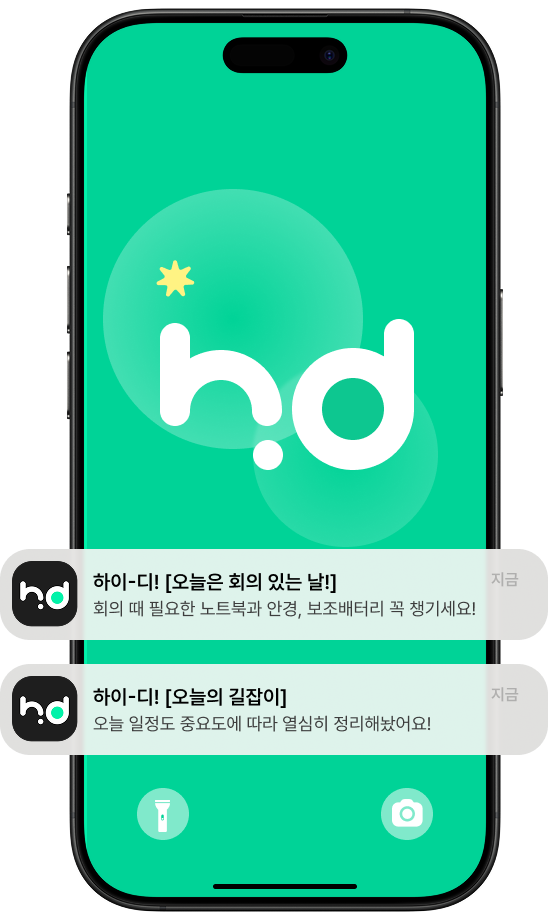 hd
하이-디! [오늘은 회의 있는 날!]
지금
회의 때 필요한 노트북과 안경, 보조배터리 꼭 챙기세요!
하이-디! [오늘의 길잡이]
지금
오늘 일정도 중요도에 따라 열심히 정리해놨어요!